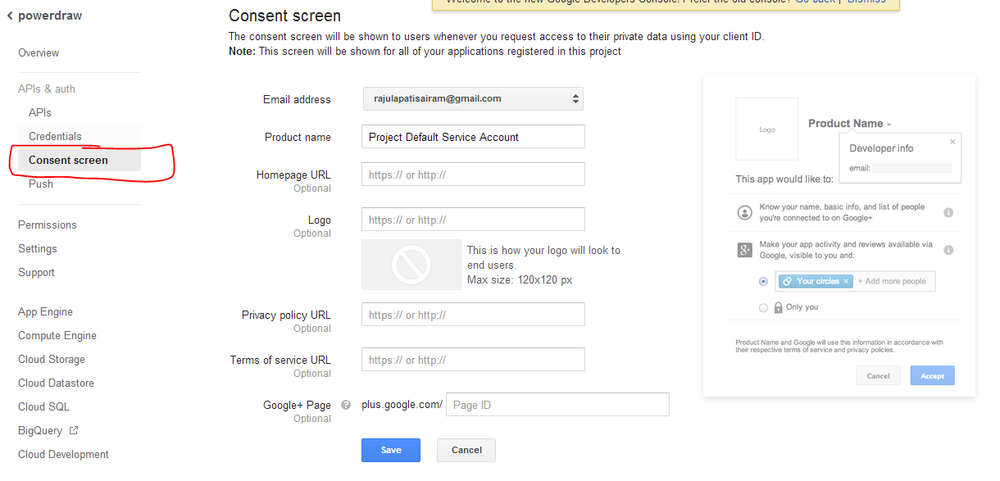 powerdraw
Overview
APIs & auth
APIs
Credentials
Consent screen
Push
Permissions
Settings
Support
App Engine
Compute Engine
Cloud Storage
Cloud Datastore
Cloud SQL
BigQuery
Cloud Development
Welcome to the new Google Developers Console! Prefer the old console? Go back | Dismiss
Consent screen
The consent screen will be shown to users whenever you request access to their private data using your client ID.
Note: This screen will be shown for all of your applications registered in this project
Email address
rajulapatisairam@gmail.com
Product name
Project Default Service Account
Homepage URL
Optional
https:// or http://
Logo
Optional
https:// or http://
This is how your logo will look to
end users.
Max size: 120x120 px
Privacy policy URL
Optional
https:// or http://
Terms of service URL
Optional
https:// or http://
Google+ Page
Optional
?
plus.google.com/
Page ID
Save
Cancel
Logo
Product Name
Developer info
×
email:
This app would like to:
Know your name, basic info, and list of people
you're connected to on Google+
i
g+
Make your app activity and reviews available via
Google, visible to you and:
i
Your circles ×
+ Add more people
Only you
Product Name and Google will use this information in accordance with
their respective terms of service and privacy policies.
Cancel
Accept